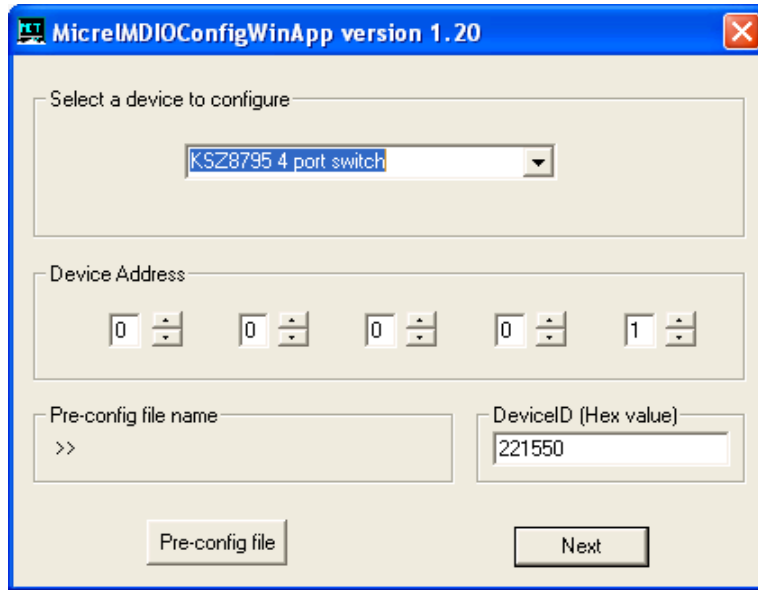 MicrelMDIOConfigWinApp version 1.20
Select a device to configure
KSZ8795 4 port switch
Device Address
0 0 0 0 1
Pre-config file name
>>
DeviceID (Hex value)
221550
Pre-config file
Next